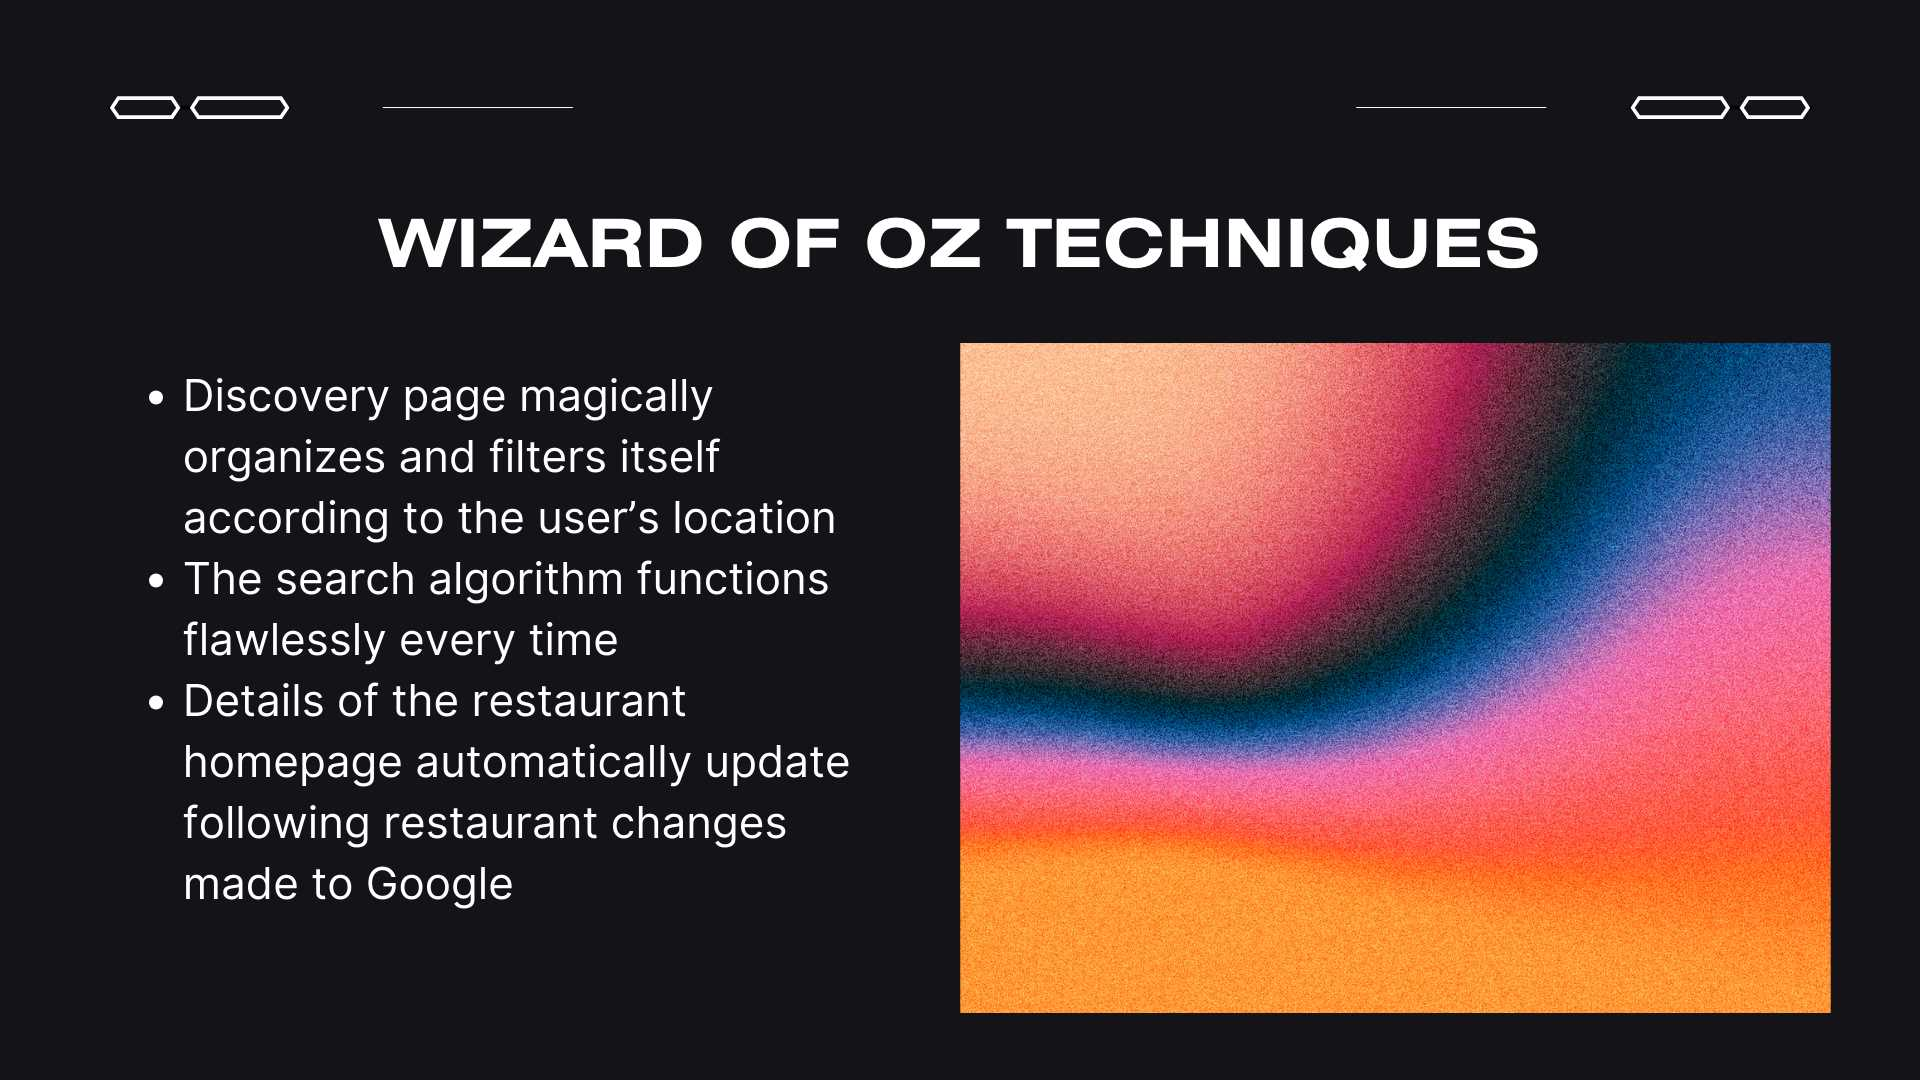 WIZARD OF OZ TECHNIQUES
• Discovery page magically
organizes and filters itself
according to the user’s location
• The search algorithm functions
flawlessly every time
• Details of the restaurant
homepage automatically update
following restaurant changes
made to Google